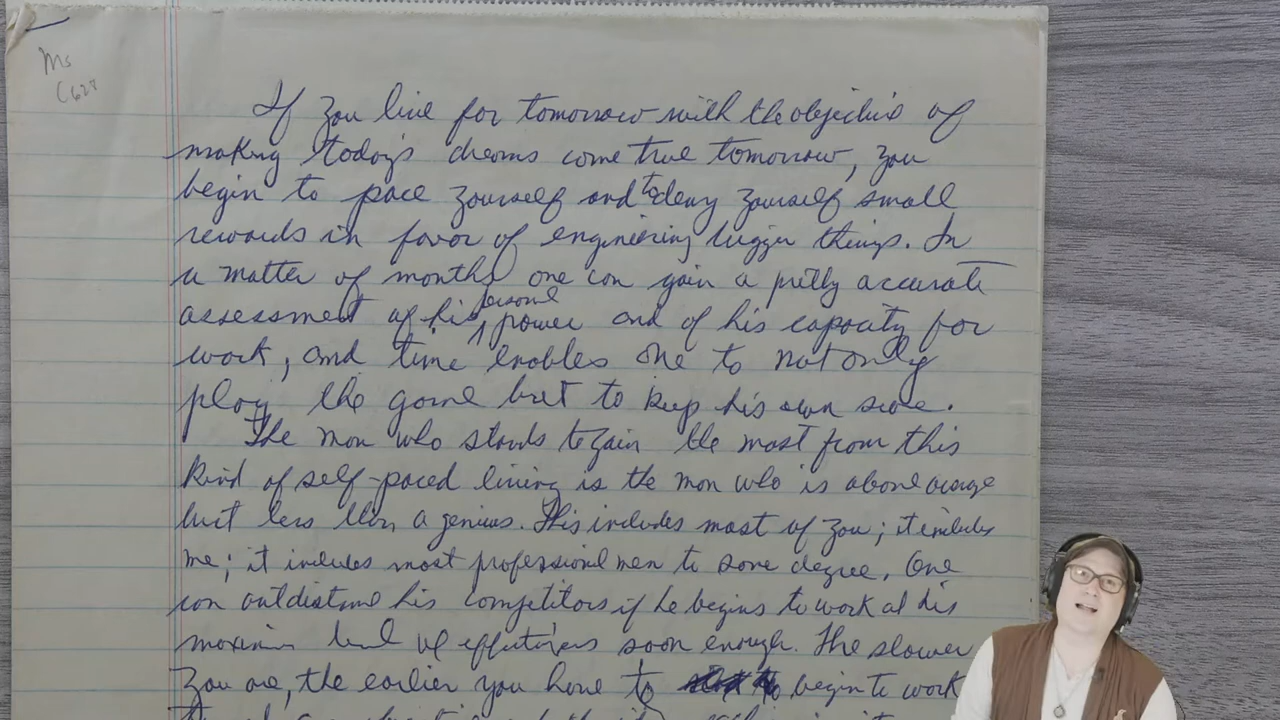 Ms
C628
If you live for tomorrow with the objective of
making today's dreams come true tomorrow, you
begin to pace yourself and to deny yourself small
rewards in favor of engineering bigger things. In
a matter of months one can gain a pretty accurate
assessment of his personal power and of his capacity for
work, and time enables one to not only
play the game but to keep his own score.
The man who stands to gain the most from this
kind of self-paced living is the man who is above average
but less than a genius. This includes most of you; it includes
me; it includes most professional men to some degree. One
can outdistance his competitors if he begins to work at his
maximum level of effectiveness soon enough. The slower
you are, the earlier you have to begin to work